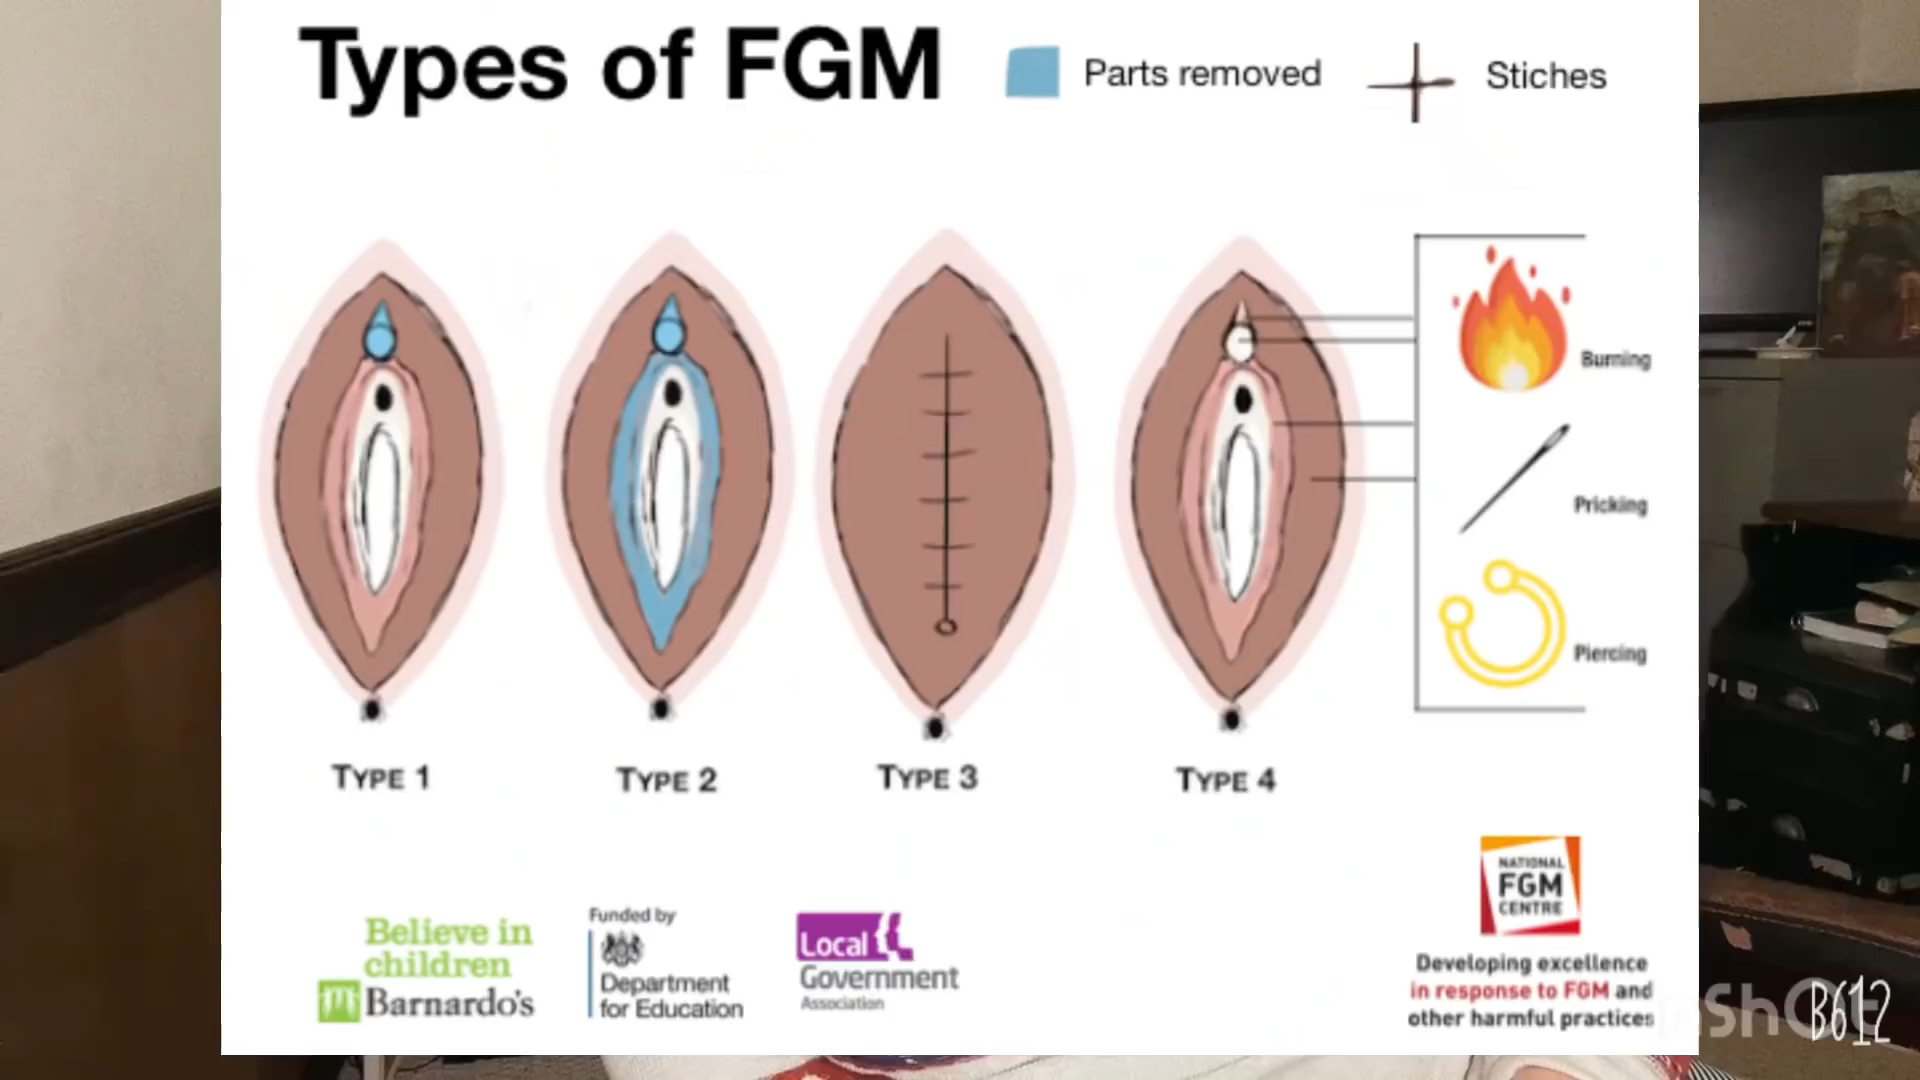 Types of FGM
Parts removed
Stiches
Burning
Pricking
Piercing
TYPE 1
TYPE 2
TYPE 3
TYPE 4
Believe in
children
Barnardo's
Funded by
Department
for Education
Local
Government
Association
NATIONAL
FGM
CENTRE
Developing excellence
in response to FGM and
other harmful practices
B612